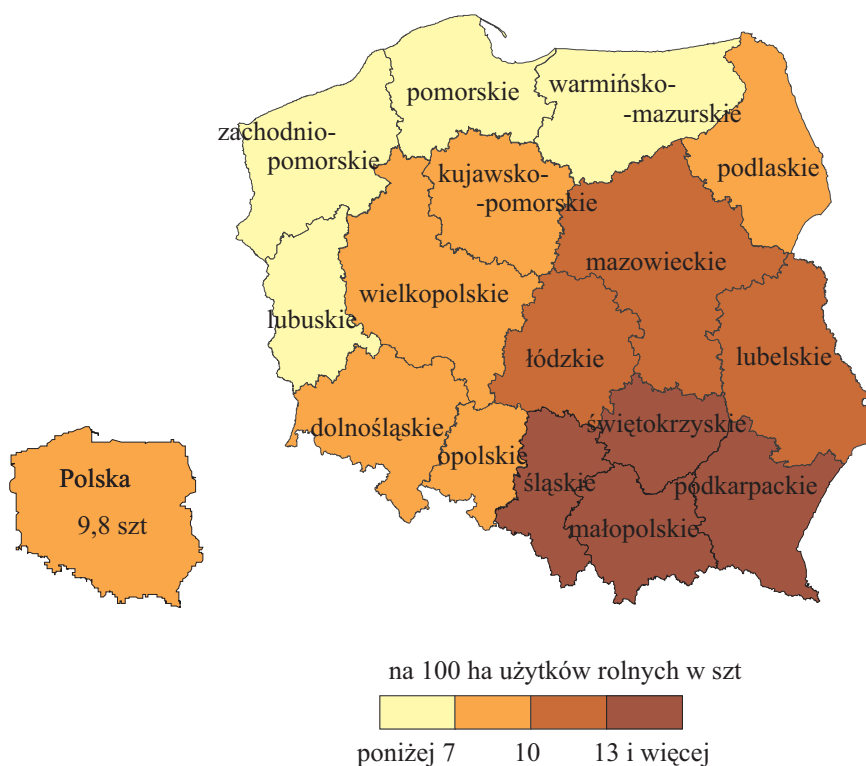 pomorskie
warmińsko-
-mazurskie
zachodnio-
pomorskie
kujawsko-
-pomorskie
podlaskie
mazowieckie
wielkopolskie
lubuskie
łódzkie
lubelskie
dolnośląskie
świętokrzyskie
opolskie
śląskie
podkarpackie
małopolskie
Polska
9,8 szt
na 100 ha użytków rolnych w szt
poniżej 7 10 13 i więcej